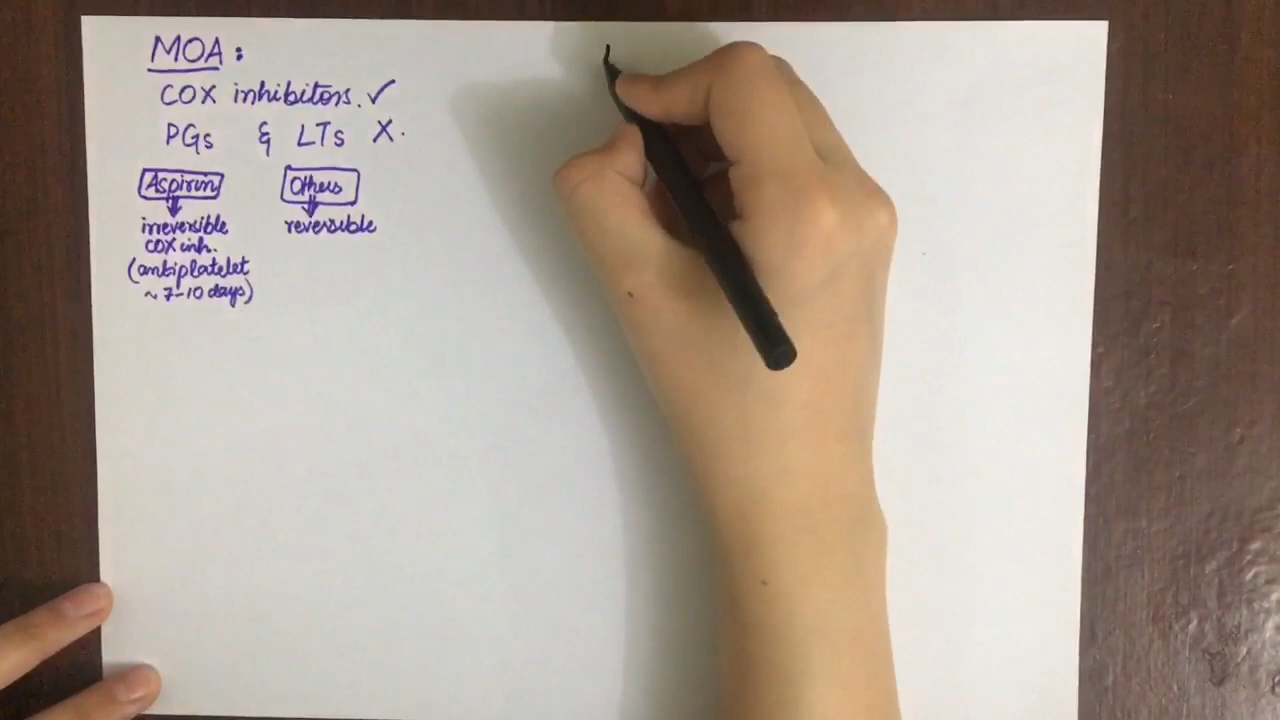 MOA :
COX inhibitors. ✓
PGs & LTs X.
Aspirin Others
irreversible reversible
COX inh.
(antiplatelet
~ 7-10 days)